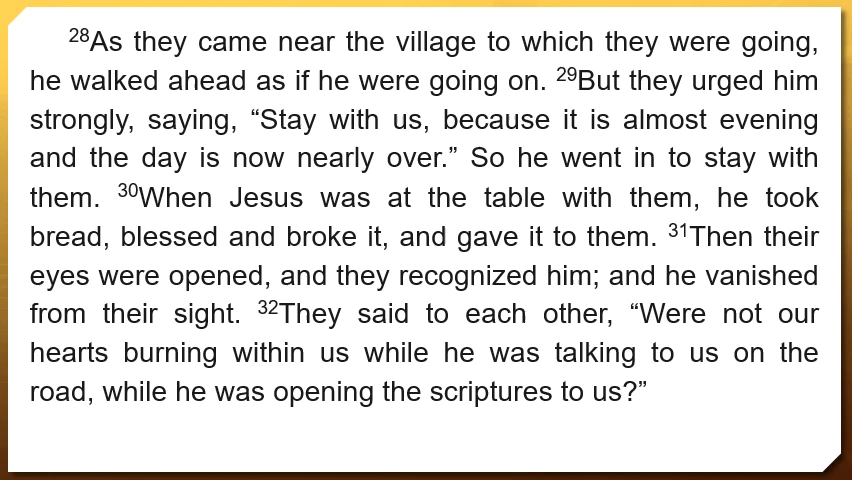 ²⁸As they came near the village to which they were going,
he walked ahead as if he were going on. ²⁹But they urged him
strongly, saying, “Stay with us, because it is almost evening
and the day is now nearly over.” So he went in to stay with
them. ³⁰When Jesus was at the table with them, he took
bread, blessed and broke it, and gave it to them. ³¹Then their
eyes were opened, and they recognized him; and he vanished
from their sight. ³²They said to each other, “Were not our
hearts burning within us while he was talking to us on the
road, while he was opening the scriptures to us?”